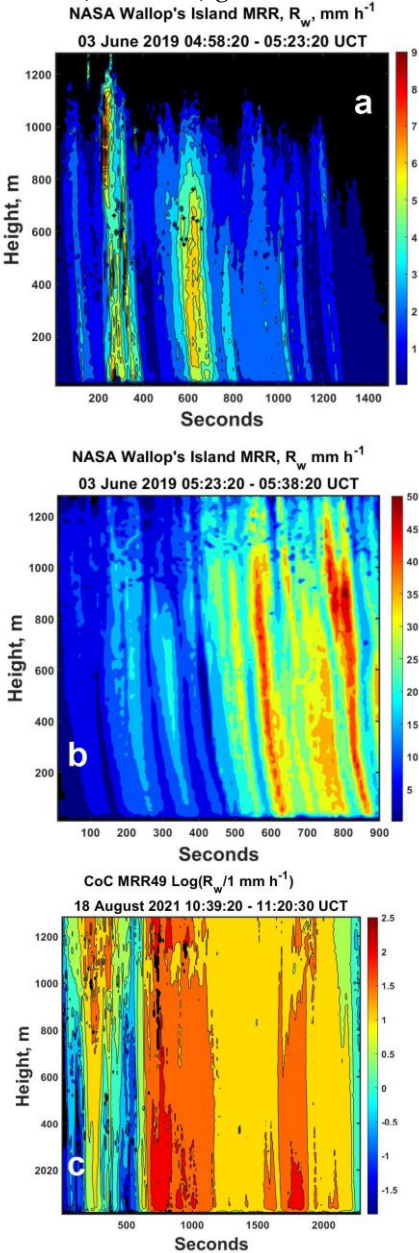 NASA Wallop's Island MRR, R_w, mm h^-1
03 June 2019 04:58:20 - 05:23:20 UCT
a
Height, m
1200
1000
800
600
400
200
200 400 600 800 1000 1200 1400
Seconds
9
8
7
6
5
4
3
2
1
NASA Wallop's Island MRR, R_w mm h^-1
03 June 2019 05:23:20 - 05:38:20 UCT
b
Height, m
1200
1000
800
600
400
200
100 200 300 400 500 600 700 800 900
Seconds
50
45
40
35
30
25
20
15
10
5
CoC MRR49 Log(R_w/1 mm h^-1)
18 August 2021 10:39:20 - 11:20:30 UCT
c
Height, m
1200
1000
800
600
400
2020
500 1000 1500 2000
Seconds
2.5
2
1.5
1
0.5
0
-0.5
-1
-1.5